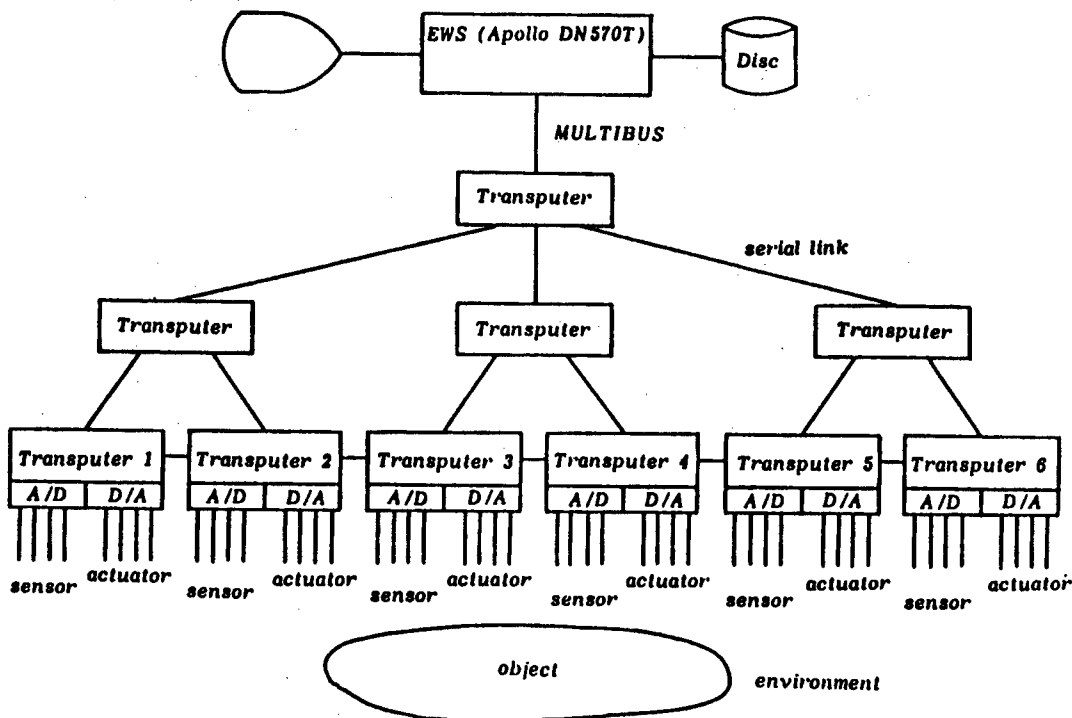 EWS (Apollo DN570T)
Disc
MULTIBUS
Transputer
serial link
Transputer
Transputer
Transputer
Transputer 1
Transputer 2
Transputer 3
Transputer 4
Transputer 5
Transputer 6
A/D
D/A
A/D
D/A
A/D
D/A
A/D
D/A
A/D
D/A
A/D
D/A
sensor
actuator
sensor
actuator
sensor
actuator
sensor
actuator
sensor
actuator
sensor
actuator
object
environment